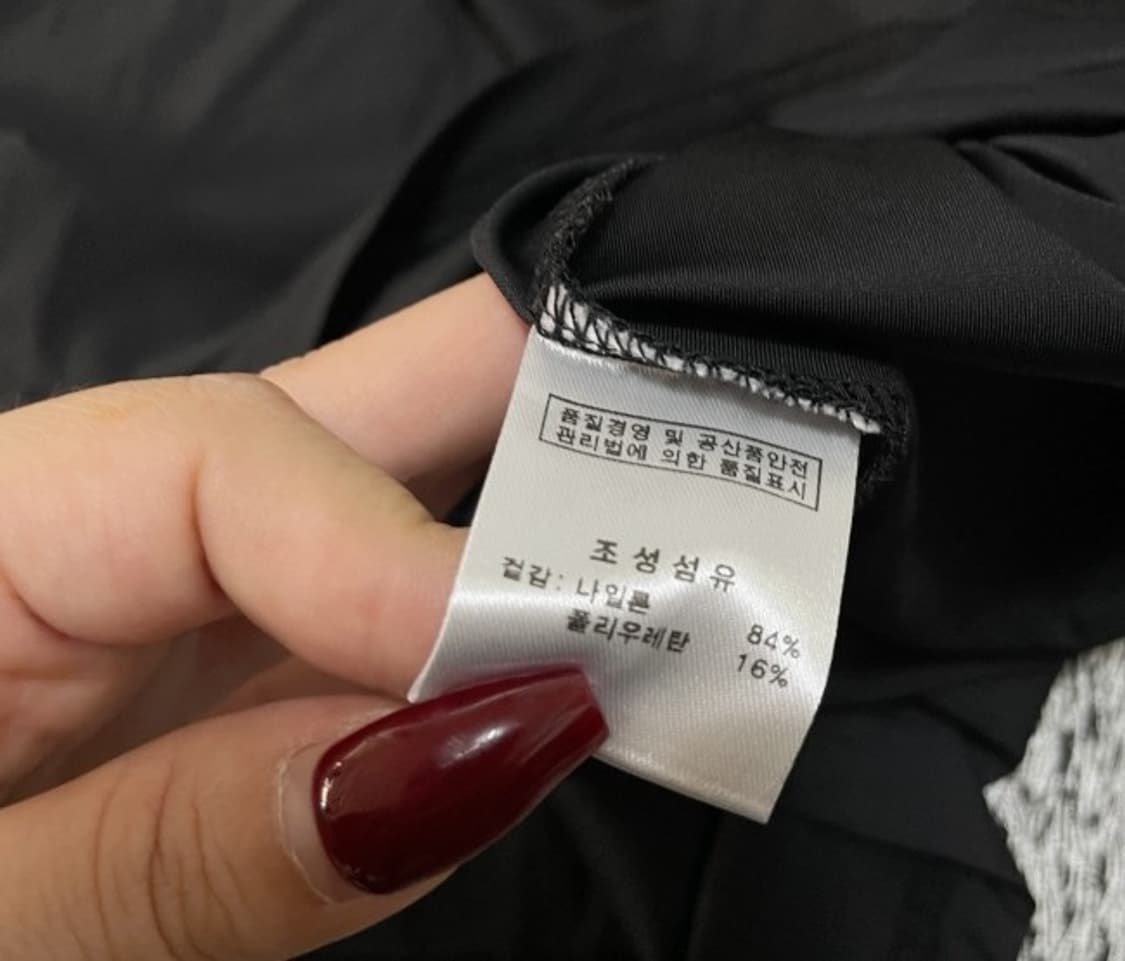 품질경영 및 공산품안전
관리법에 의한 품질표시
조성섬유
겉감: 나일론
84%
폴리우레탄
16%